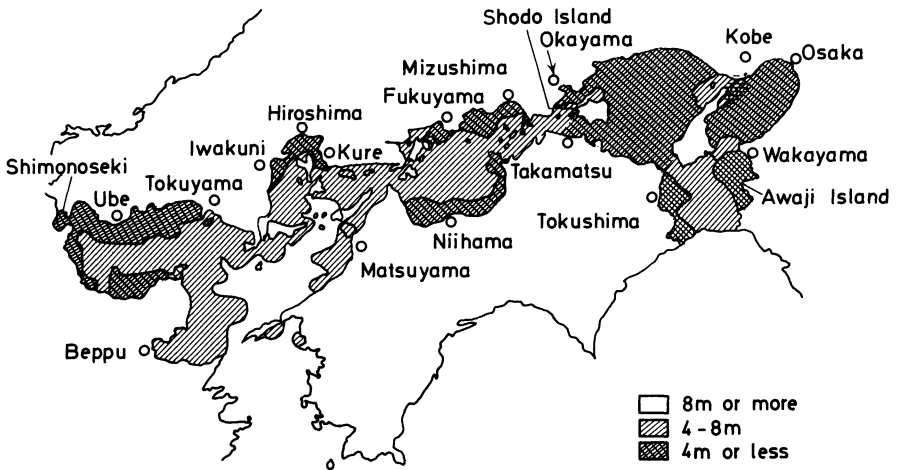 Shodo Island
Okayama
Kobe
Osaka
Mizushima
Fukuyama
Hiroshima
Iwakuni
Kure
Shimonoseki
Ube
Tokuyama
Takamatsu
Wakayama
Awaji Island
Tokushima
Niihama
Matsuyama
Beppu
8m or more
4-8m
4m or less